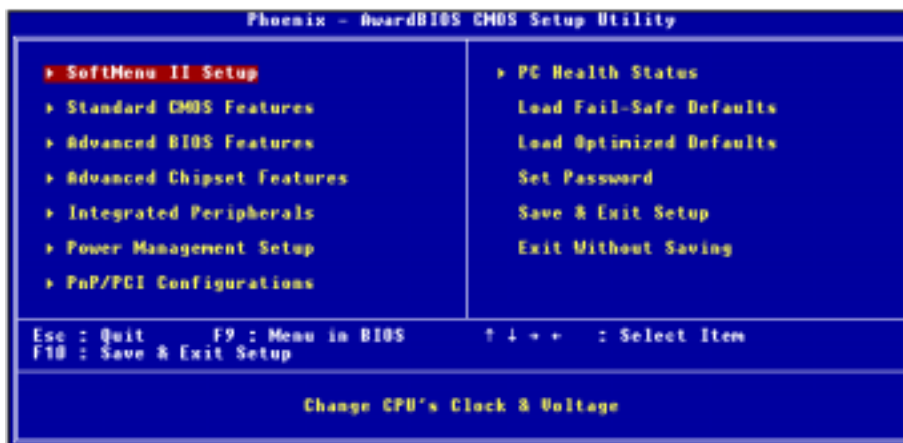 Phoenix - AwardBIOS CMOS Setup Utility
▸ SoftMenu II Setup
▸ Standard CMOS Features
▸ Advanced BIOS Features
▸ Advanced Chipset Features
▸ Integrated Peripherals
▸ Power Management Setup
▸ PnP/PCI Configurations
▸ PC Health Status
Load Fail-Safe Defaults
Load Optimized Defaults
Set Password
Save & Exit Setup
Exit Without Saving
Esc : Quit F9 : Menu in BIOS ↑ ↓ → ← : Select Item
F10 : Save & Exit Setup
Change CPU's Clock & Voltage